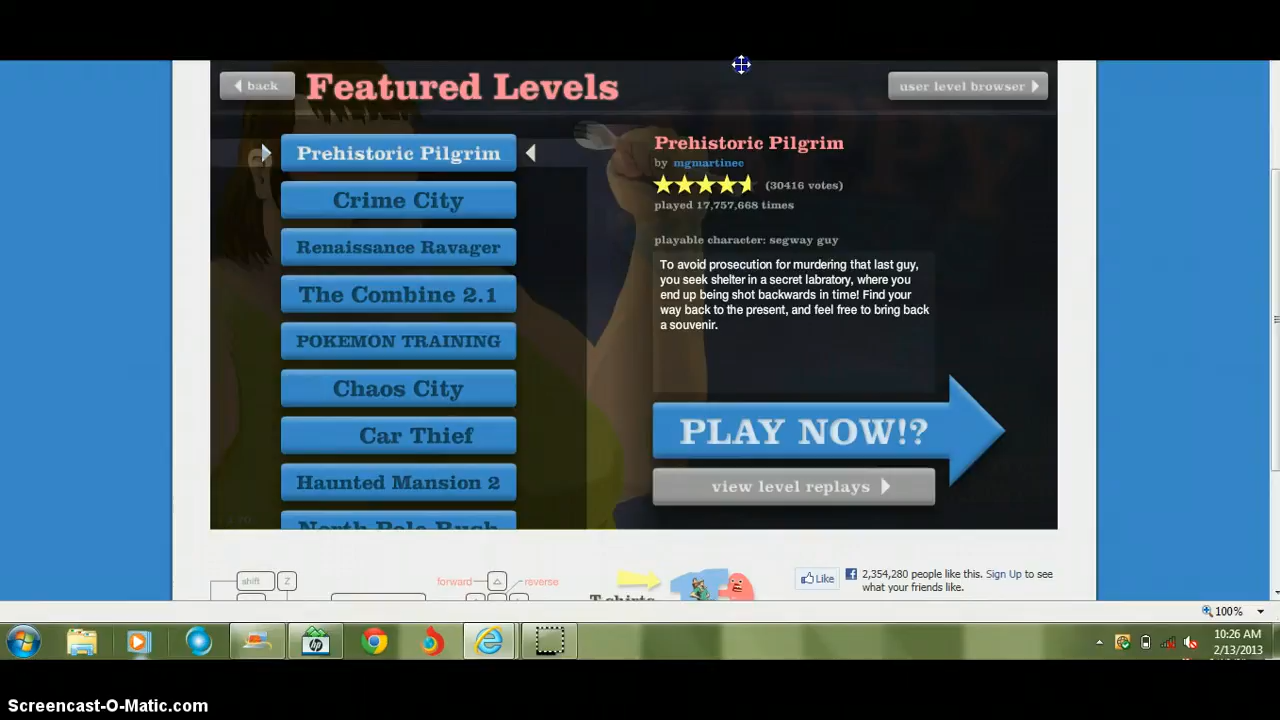 back
Featured Levels
user level browser
Prehistoric Pilgrim
Crime City
Renaissance Ravager
The Combine 2.1
POKEMON TRAINING
Chaos City
Car Thief
Haunted Mansion 2
North Pole Rush
Prehistoric Pilgrim
by mgmartinee
(30416 votes)
played 17,757,668 times
playable character: segway guy
To avoid prosecution for murdering that last guy,
you seek shelter in a secret labratory, where you
end up being shot backwards in time! Find your
way back to the present, and feel free to bring back
a souvenir.
PLAY NOW!?
view level replays
shift
Z
forward
reverse
T-shirts
Like
2,354,280 people like this. Sign Up to see
what your friends like.
100%
10:26 AM
2/13/2013
Screencast-O-Matic.com